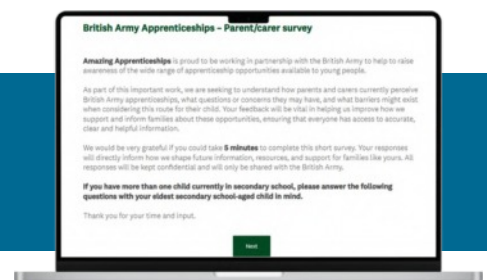 British Army Apprenticeships – Parent/carer survey
Amazing Apprenticeships is proud to be working in partnership with the British Army to help to raise
awareness of the wide range of apprenticeship opportunities available to young people.
As part of this important work, we are seeking to understand how parents and carers currently perceive
British Army apprenticeships, what questions or concerns they may have, and what barriers might exist
when considering this route for their child. Your feedback will be vital in helping us improve how we
support and inform families about these opportunities, ensuring that everyone has access to accurate,
clear and helpful information.
We would be very grateful if you could take 5 minutes to complete this short survey. Your responses
will directly inform how we shape future information, resources, and support for families like yours. All
responses will be kept confidential and will only be shared with the British Army.
If you have more than one child currently in secondary school, please answer the following
questions with your eldest secondary school-aged child in mind.
Thank you for your time and input.
Next